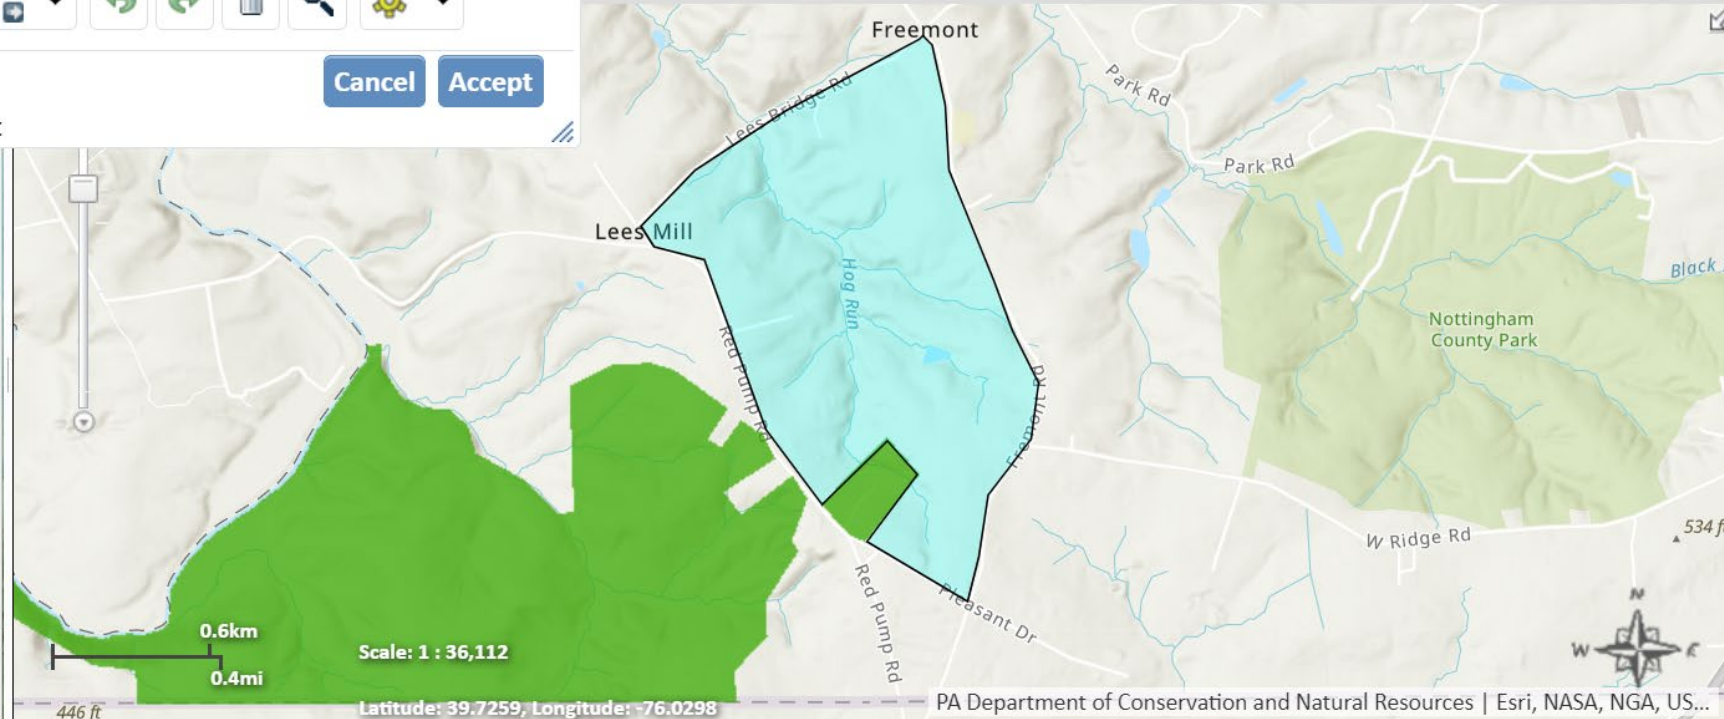 Cancel
Accept
Freemont
Lees Bridge Rd
Park Rd
Park Rd
Lees Mill
Hog Run
Black
Nottingham
County Park
Red Pump Rd
Fremont Rd
W Ridge Rd
534 f
Red Pump Rd
Pleasant Dr
N
W
E
0.6km
0.4mi
Scale: 1 : 36,112
Latitude: 39.7259, Longitude: -76.0298
446 ft
PA Department of Conservation and Natural Resources | Esri, NASA, NGA, US...